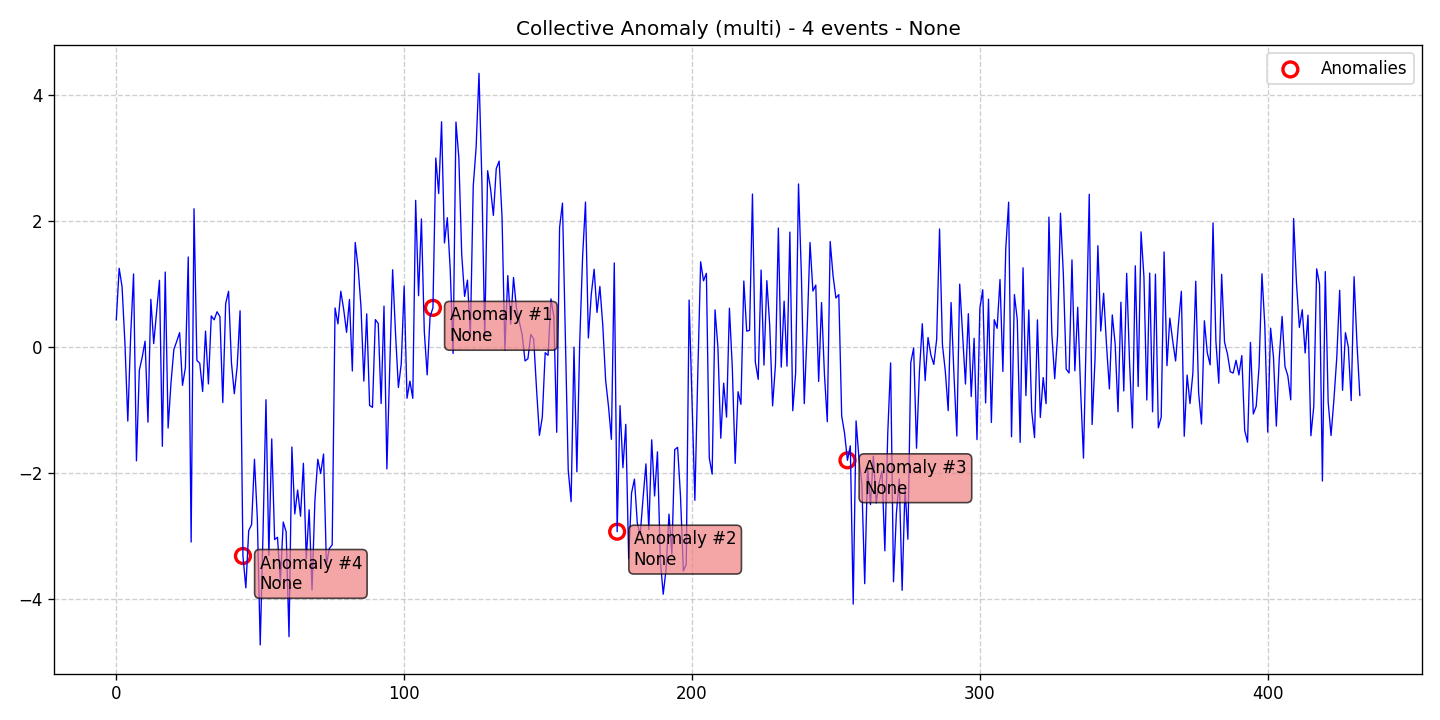 Collective Anomaly (multi) - 4 events - None
Anomalies
4
2
0
−2
−4
Anomaly #1
None
Anomaly #3
None
Anomaly #2
None
Anomaly #4
None
0
100
200
300
400